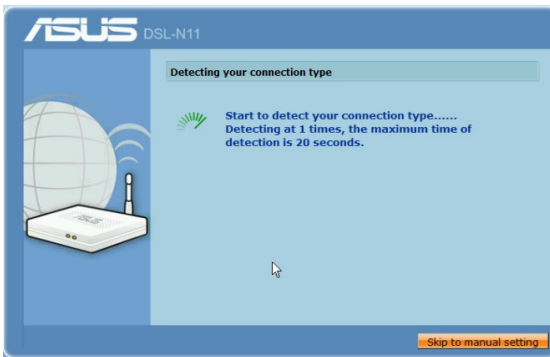 ASUS DSL-N11
Detecting your connection type
Start to detect your connection type......
Detecting at 1 times, the maximum time of
detection is 20 seconds.
ASUS
Skip to manual setting